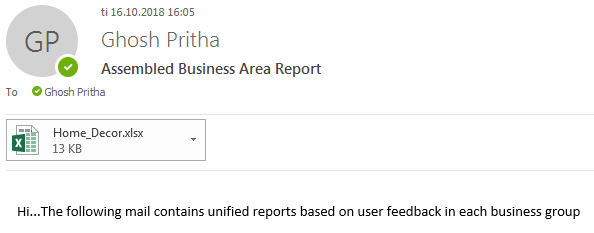 ti 16.10.2018 16:05
GP
Ghosh Pritha
Assembled Business Area Report
To Ghosh Pritha
Home_Decor.xlsx
13 KB
Hi...The following mail contains unified reports based on user feedback in each business group